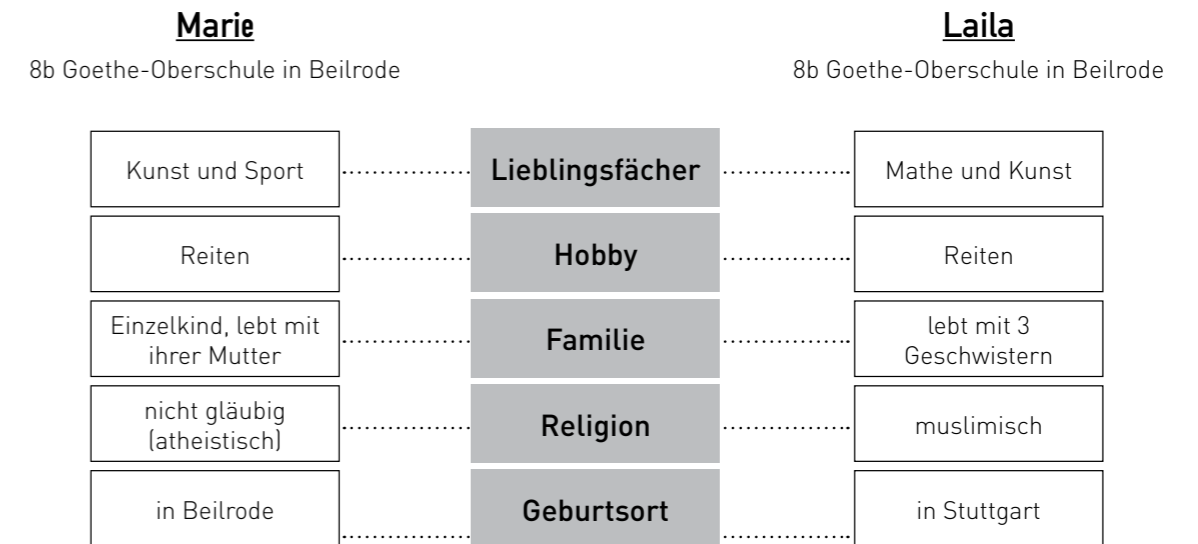 Marie
8b Goethe-Oberschule in Beilrode
Laila
8b Goethe-Oberschule in Beilrode
Kunst und Sport
Lieblingsfächer
Mathe und Kunst
Reiten
Hobby
Reiten
Einzelkind, lebt mit
ihrer Mutter
Familie
lebt mit 3
Geschwistern
nicht gläubig
(atheistisch)
Religion
muslimisch
in Beilrode
Geburtsort
in Stuttgart